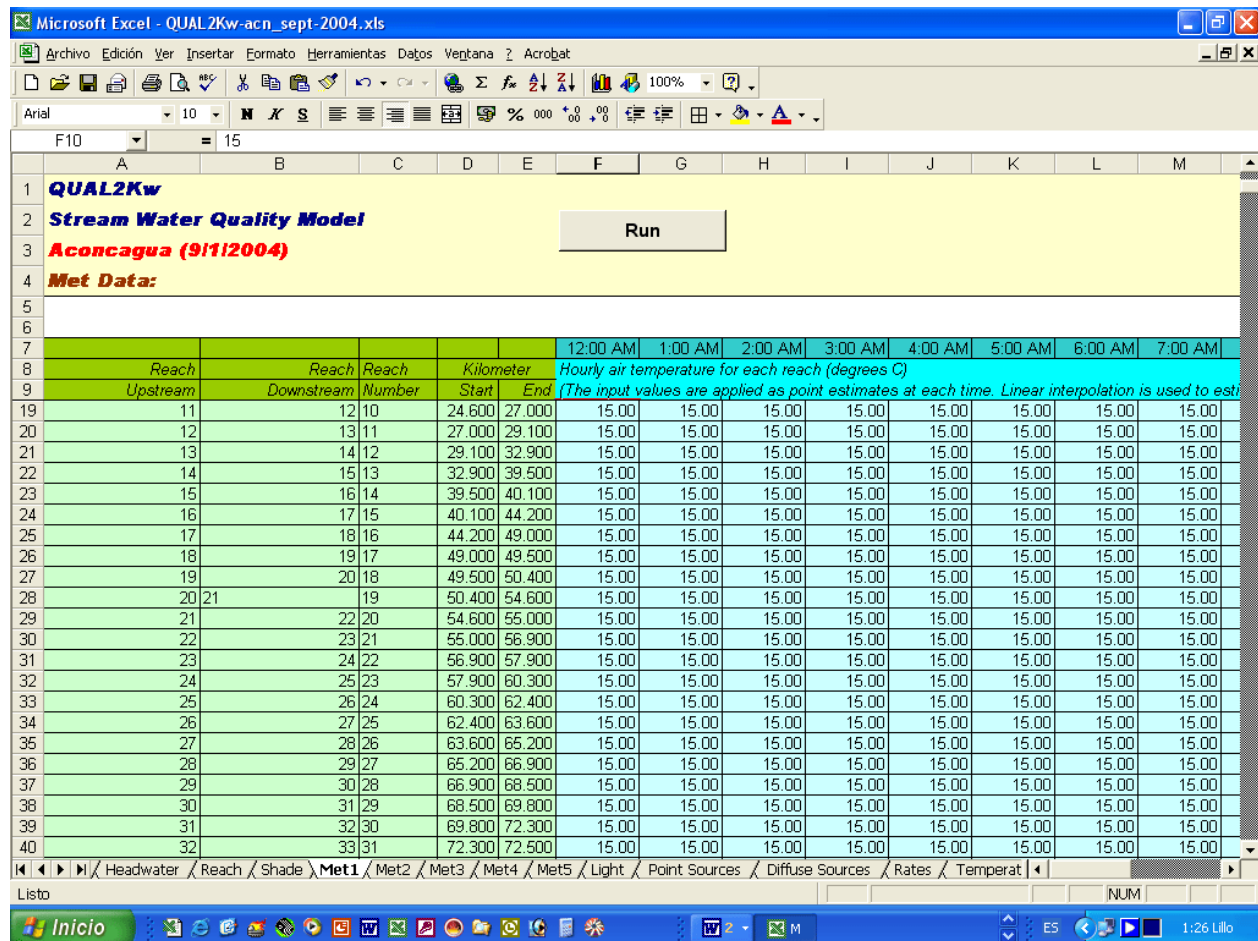 Microsoft Excel - QUAL2Kw-acn_sept-2004.xls
Archivo Edición Ver Insertar Formato Herramientas Datos Ventana ? Acrobat
100%
Arial 10 N K S % 000
F10 = 15
A B C D E F G H I J K L M
1 QUAL2Kw
2 Stream Water Quality Model
Run
3 Aconcagua (9/1/2004)
4 Met Data:
5
6
7 12:00 AM 1:00 AM 2:00 AM 3:00 AM 4:00 AM 5:00 AM 6:00 AM 7:00 AM
8 Reach Reach Reach Kilometer Hourly air temperature for each reach (degrees C)
9 Upstream Downstream Number Start End (The input values are applied as point estimates at each time. Linear interpolation is used to esti
19 11 12 10 24.600 27.000 15.00 15.00 15.00 15.00 15.00 15.00 15.00 15.00
20 12 13 11 27.000 29.100 15.00 15.00 15.00 15.00 15.00 15.00 15.00 15.00
21 13 14 12 29.100 32.900 15.00 15.00 15.00 15.00 15.00 15.00 15.00 15.00
22 14 15 13 32.900 39.500 15.00 15.00 15.00 15.00 15.00 15.00 15.00 15.00
23 15 16 14 39.500 40.100 15.00 15.00 15.00 15.00 15.00 15.00 15.00 15.00
24 16 17 15 40.100 44.200 15.00 15.00 15.00 15.00 15.00 15.00 15.00 15.00
25 17 18 16 44.200 49.000 15.00 15.00 15.00 15.00 15.00 15.00 15.00 15.00
26 18 19 17 49.000 49.500 15.00 15.00 15.00 15.00 15.00 15.00 15.00 15.00
27 19 20 18 49.500 50.400 15.00 15.00 15.00 15.00 15.00 15.00 15.00 15.00
28 20 21 19 50.400 54.600 15.00 15.00 15.00 15.00 15.00 15.00 15.00 15.00
29 21 22 20 54.600 55.000 15.00 15.00 15.00 15.00 15.00 15.00 15.00 15.00
30 22 23 21 55.000 56.900 15.00 15.00 15.00 15.00 15.00 15.00 15.00 15.00
31 23 24 22 56.900 57.900 15.00 15.00 15.00 15.00 15.00 15.00 15.00 15.00
32 24 25 23 57.900 60.300 15.00 15.00 15.00 15.00 15.00 15.00 15.00 15.00
33 25 26 24 60.300 62.400 15.00 15.00 15.00 15.00 15.00 15.00 15.00 15.00
34 26 27 25 62.400 63.600 15.00 15.00 15.00 15.00 15.00 15.00 15.00 15.00
35 27 28 26 63.600 65.200 15.00 15.00 15.00 15.00 15.00 15.00 15.00 15.00
36 28 29 27 65.200 66.900 15.00 15.00 15.00 15.00 15.00 15.00 15.00 15.00
37 29 30 28 66.900 68.500 15.00 15.00 15.00 15.00 15.00 15.00 15.00 15.00
38 30 31 29 68.500 69.800 15.00 15.00 15.00 15.00 15.00 15.00 15.00 15.00
39 31 32 30 69.800 72.300 15.00 15.00 15.00 15.00 15.00 15.00 15.00 15.00
40 32 33 31 72.300 72.500 15.00 15.00 15.00 15.00 15.00 15.00 15.00 15.00
Headwater / Reach / Shade \ Met1 / Met2 / Met3 / Met4 / Met5 / Light / Point Sources / Diffuse Sources / Rates / Temperat
Listo NUM
Inicio 2 M ES 1:26 Lillo